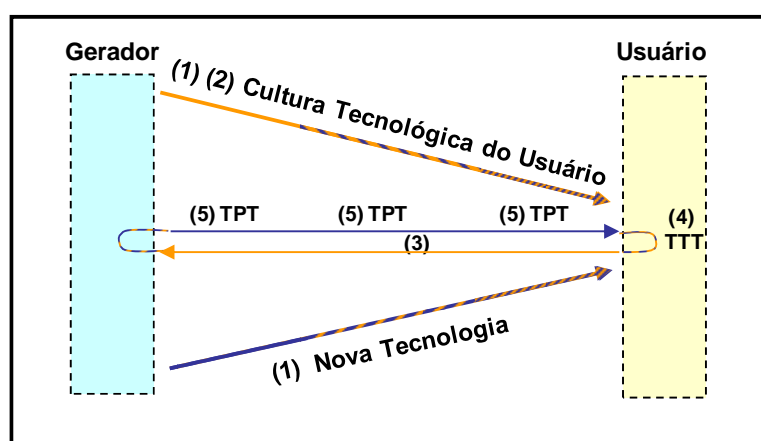 Gerador
Usuário
(1) (2) Cultura Tecnológica do Usuário
(5) TPT (5) TPT (5) TPT
(4)
TTT
(3)
(1) Nova Tecnologia